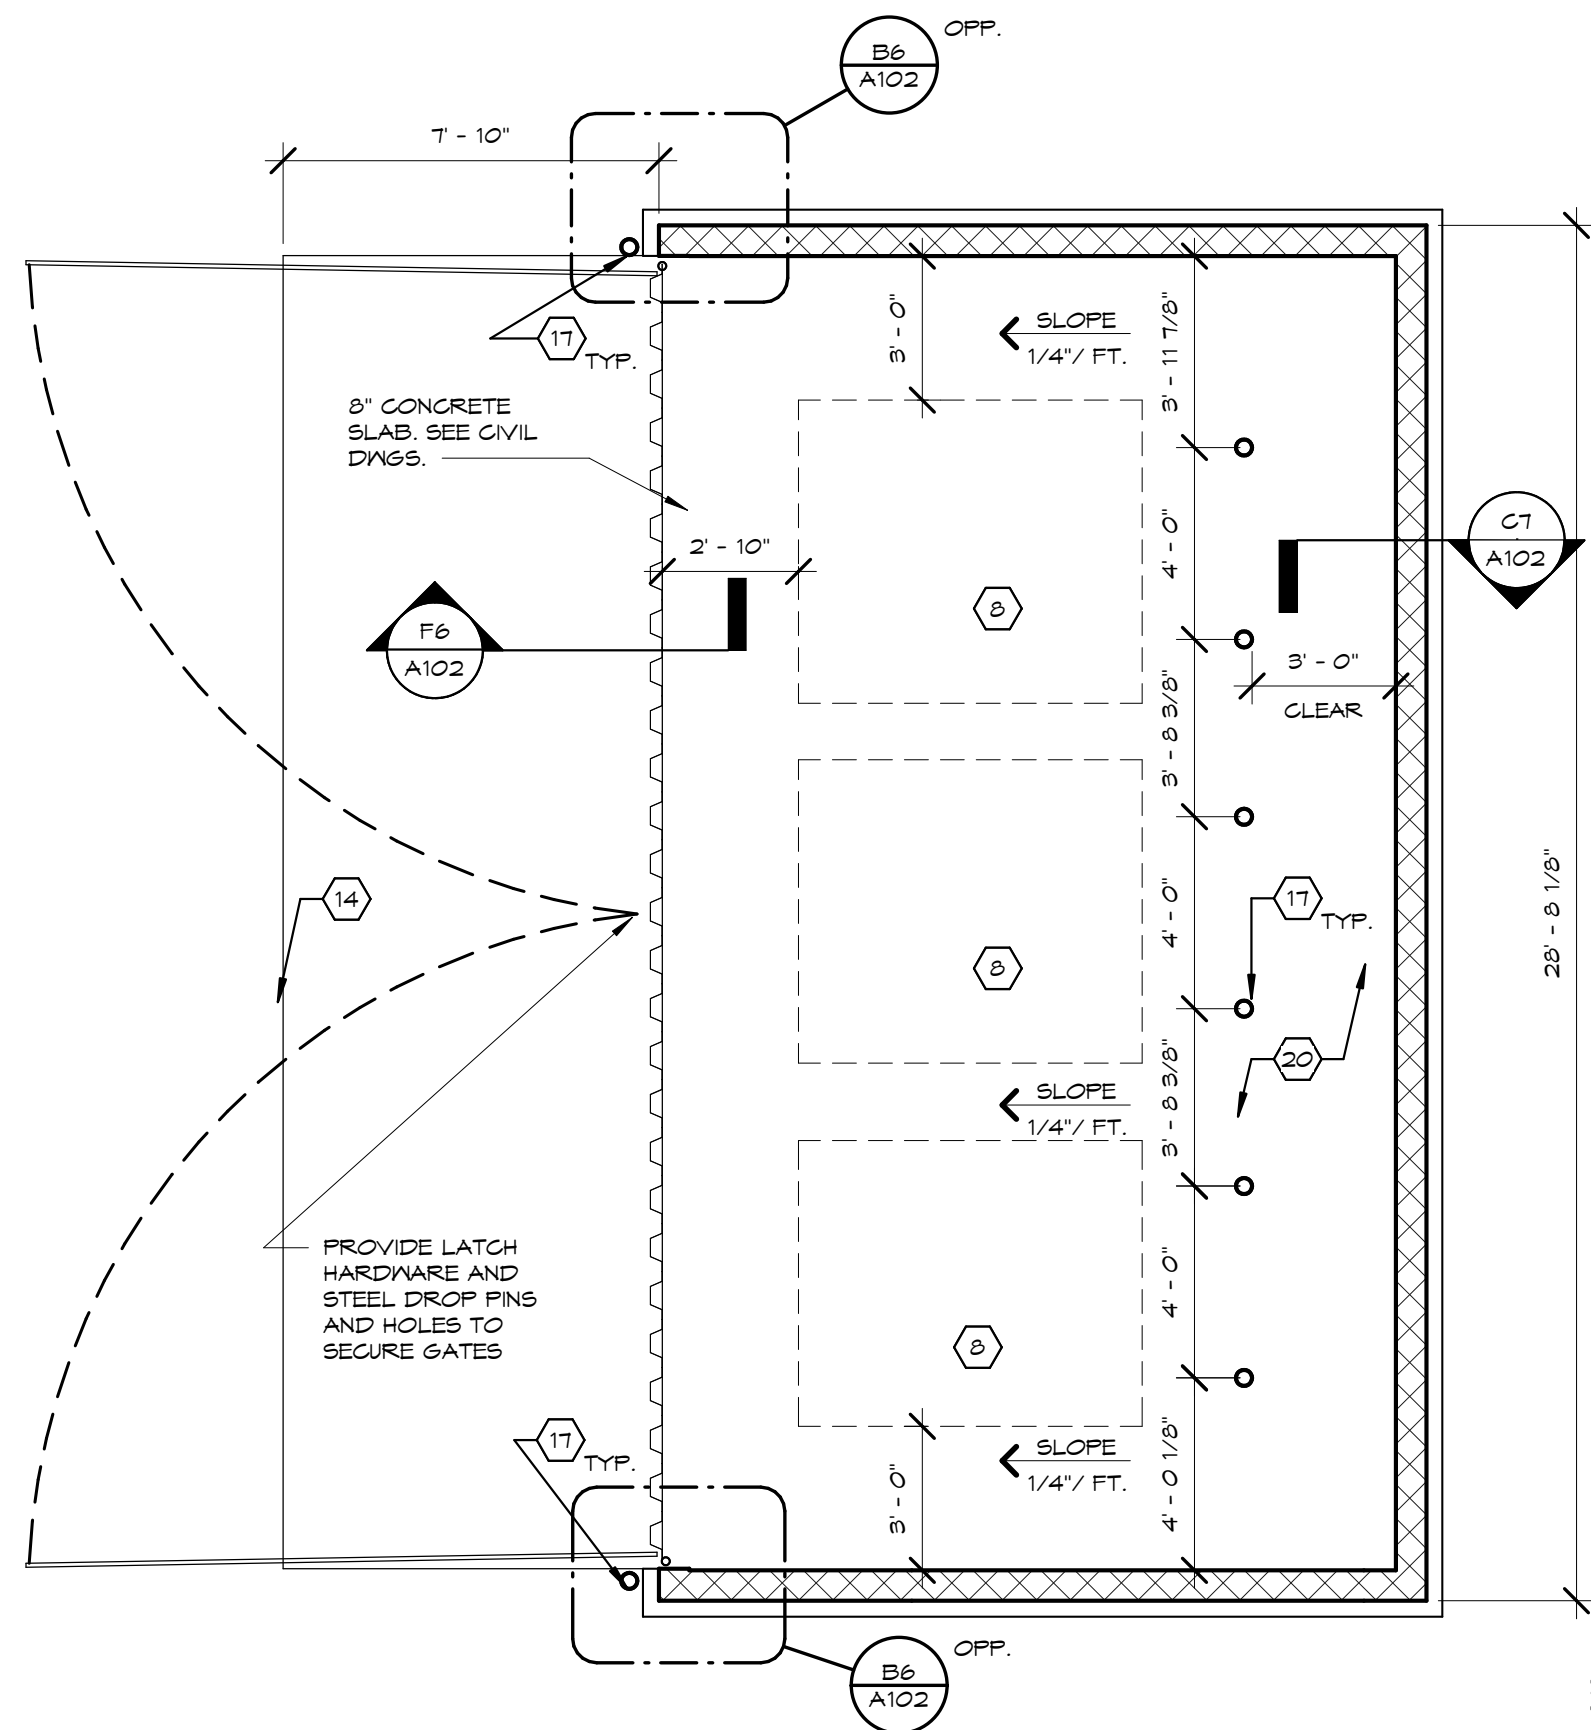 OPP.
B6
A102
7' - 10"
17
TYP.
3' - 0"
SLOPE
1/4"/ FT.
3' - 11 7/8"
8" CONCRETE
SLAB. SEE CIVIL
DWGS.
2' - 10"
4' - 0"
C7
A102
8
F6
A102
3' - 0"
CLEAR
3' - 8 3/8"
14
4' - 0"
17
TYP.
28' - 8 1/8"
8
20
SLOPE
1/4"/ FT.
3' - 8 3/8"
PROVIDE LATCH
HARDWARE AND
STEEL DROP PINS
AND HOLES TO
SECURE GATES
4' - 0"
8
17
TYP.
3' - 0"
SLOPE
1/4"/ FT.
4' - 0 1/8"
OPP.
B6
A102